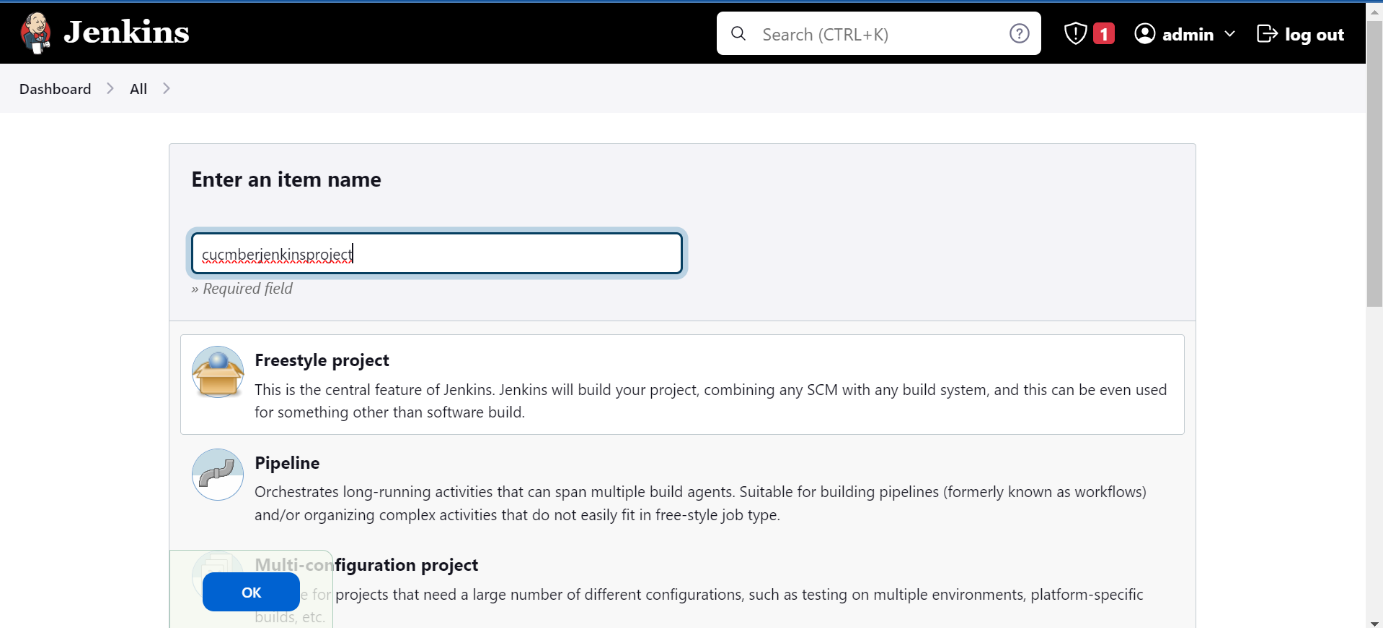 Jenkins
Search (CTRL+K)
?
1
admin
log out
Dashboard
All
Enter an item name
cucmberjenkinsproject
» Required field
Freestyle project
This is the central feature of Jenkins. Jenkins will build your project, combining any SCM with any build system, and this can be even used
for something other than software build.
Pipeline
Orchestrates long-running activities that can span multiple build agents. Suitable for building pipelines (formerly known as workflows)
and/or organizing complex activities that do not easily fit in free-style job type.
Multi-configuration project
OK
for projects that need a large number of different configurations, such as testing on multiple environments, platform-specific
builds, etc.